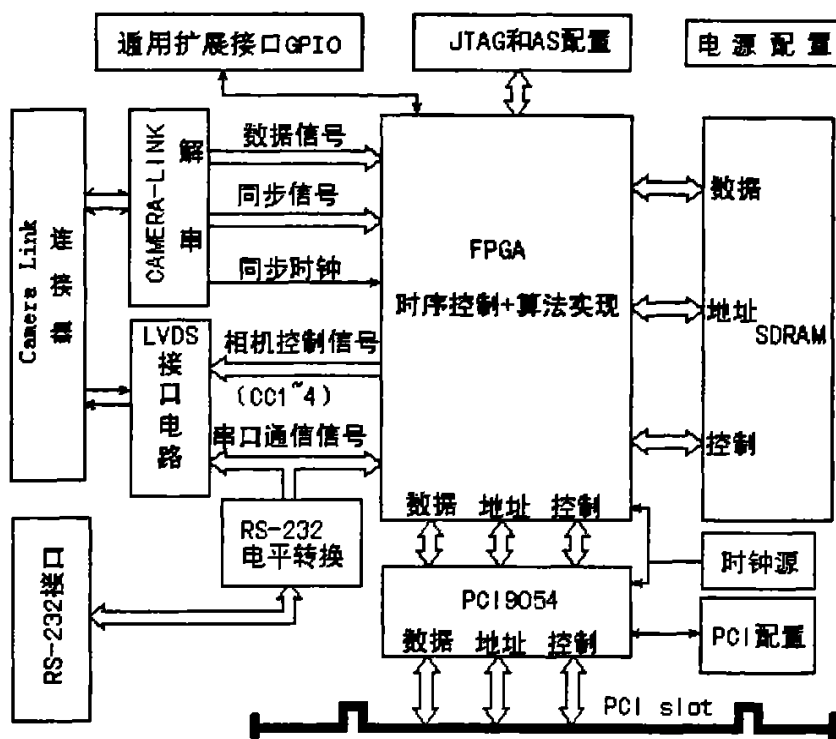 通用扩展接口GPIO
JTAG和AS配置
电源配置
Camera Link
连接器
CAMERA-LINK
解串
数据信号
同步信号
同步时钟
FPGA
时序控制+算法实现
数据
地址
控制
SDRAM
LVDS
接口电路
相机控制信号
(CC1~4)
串口通信信号
数据 地址 控制
RS-232
电平转换
RS-232接口
PCI9054
数据 地址 控制
时钟源
PCI配置
PCI slot